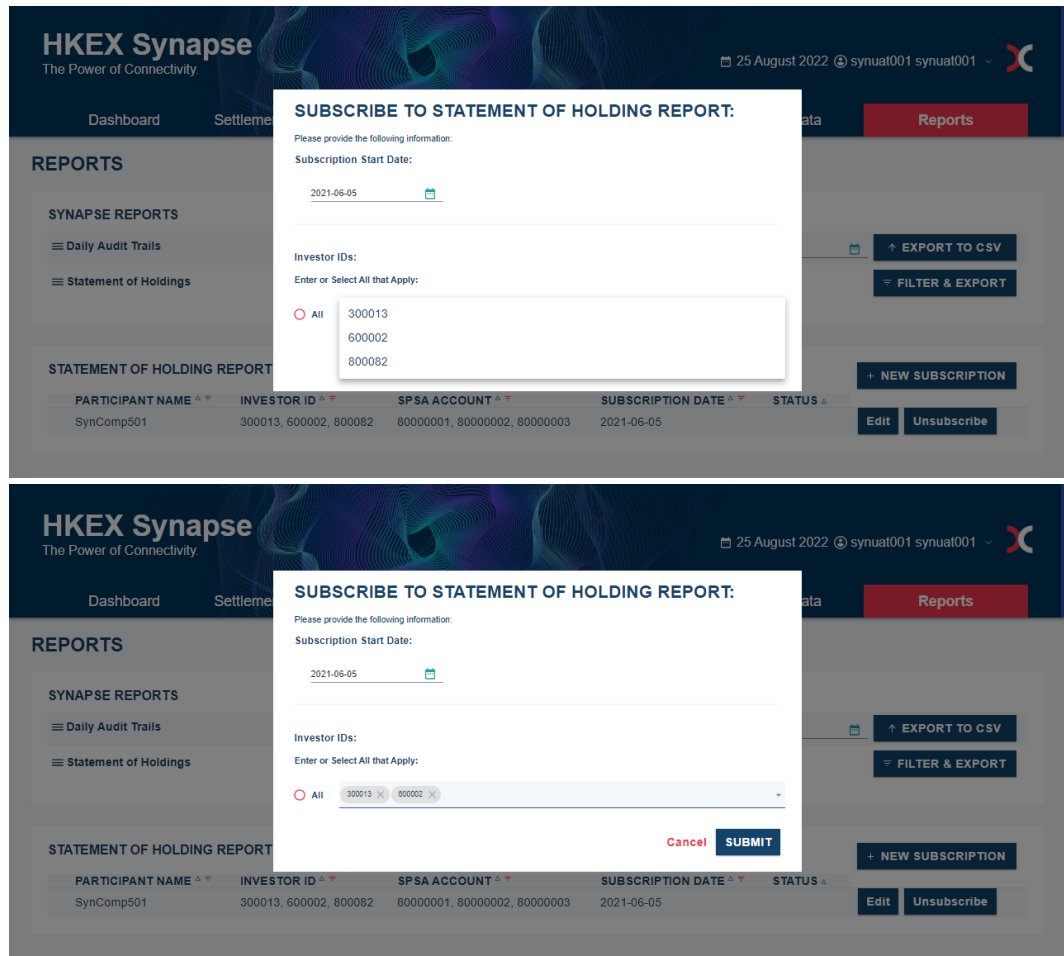 HKEX Synapse
The Power of Connectivity.
25 August 2022 synuat001 synuat001
Dashboard Settleme ata Reports
SUBSCRIBE TO STATEMENT OF HOLDING REPORT:
Please provide the following information:
Subscription Start Date:
2021-06-05
REPORTS
SYNAPSE REPORTS
Daily Audit Trails
EXPORT TO CSV
Investor IDs:
Enter or Select All that Apply:
Statement of Holdings
FILTER & EXPORT
All
300013
600002
800082
STATEMENT OF HOLDING REPORT
+ NEW SUBSCRIPTION
PARTICIPANT NAME INVESTOR ID SPSA ACCOUNT SUBSCRIPTION DATE STATUS
SynComp501 300013, 600002, 800082 80000001, 80000002, 80000003 2021-06-05 Edit Unsubscribe
HKEX Synapse
The Power of Connectivity.
25 August 2022 synuat001 synuat001
Dashboard Settleme ata Reports
SUBSCRIBE TO STATEMENT OF HOLDING REPORT:
Please provide the following information:
Subscription Start Date:
2021-06-05
REPORTS
SYNAPSE REPORTS
Daily Audit Trails
EXPORT TO CSV
Investor IDs:
Enter or Select All that Apply:
Statement of Holdings
FILTER & EXPORT
All 300013 600002
Cancel SUBMIT
STATEMENT OF HOLDING REPORT
+ NEW SUBSCRIPTION
PARTICIPANT NAME INVESTOR ID SPSA ACCOUNT SUBSCRIPTION DATE STATUS
SynComp501 300013, 600002, 800082 80000001, 80000002, 80000003 2021-06-05 Edit Unsubscribe